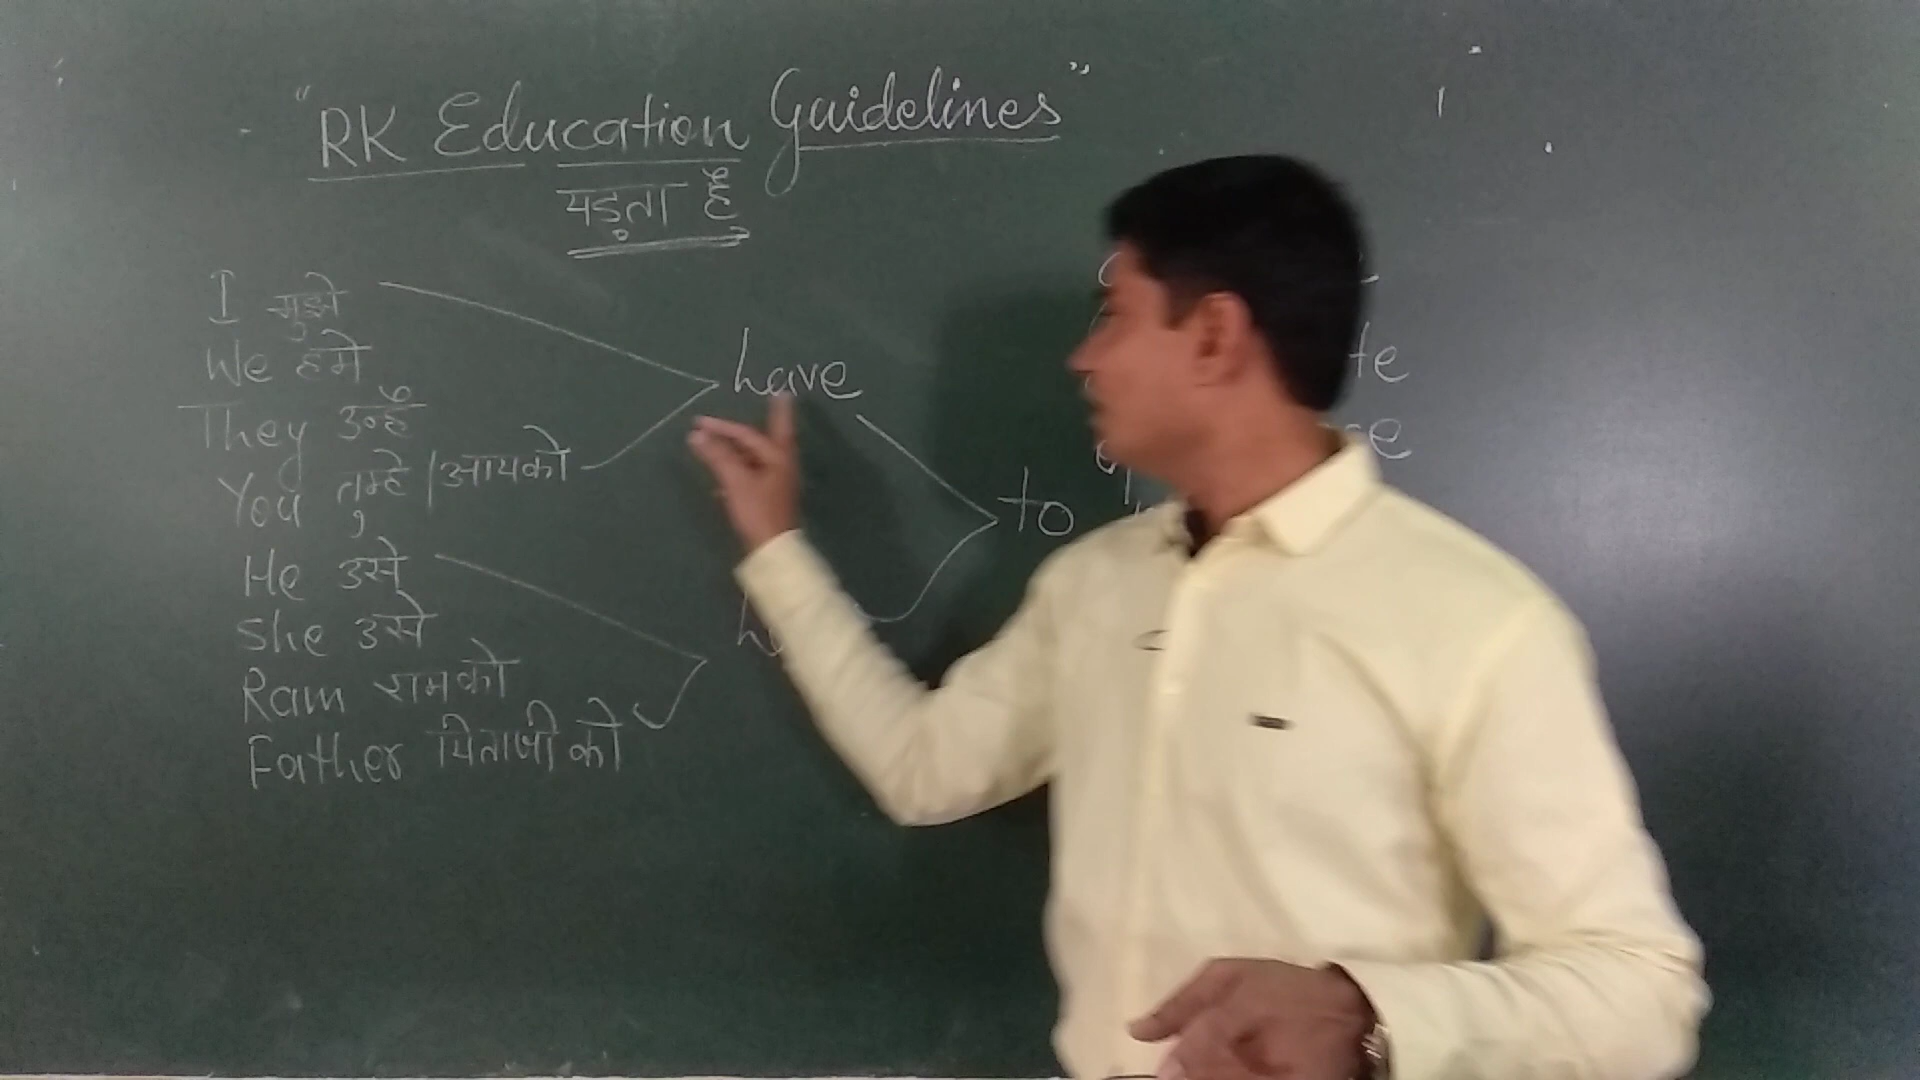 "RK Education Guidelines"
पड़ता है
I मुझे
We हमें
They उन्हें
You तुम्हे / आपको
He उसे
She उसे
Ram रामको
Father पिताजी को
have
to